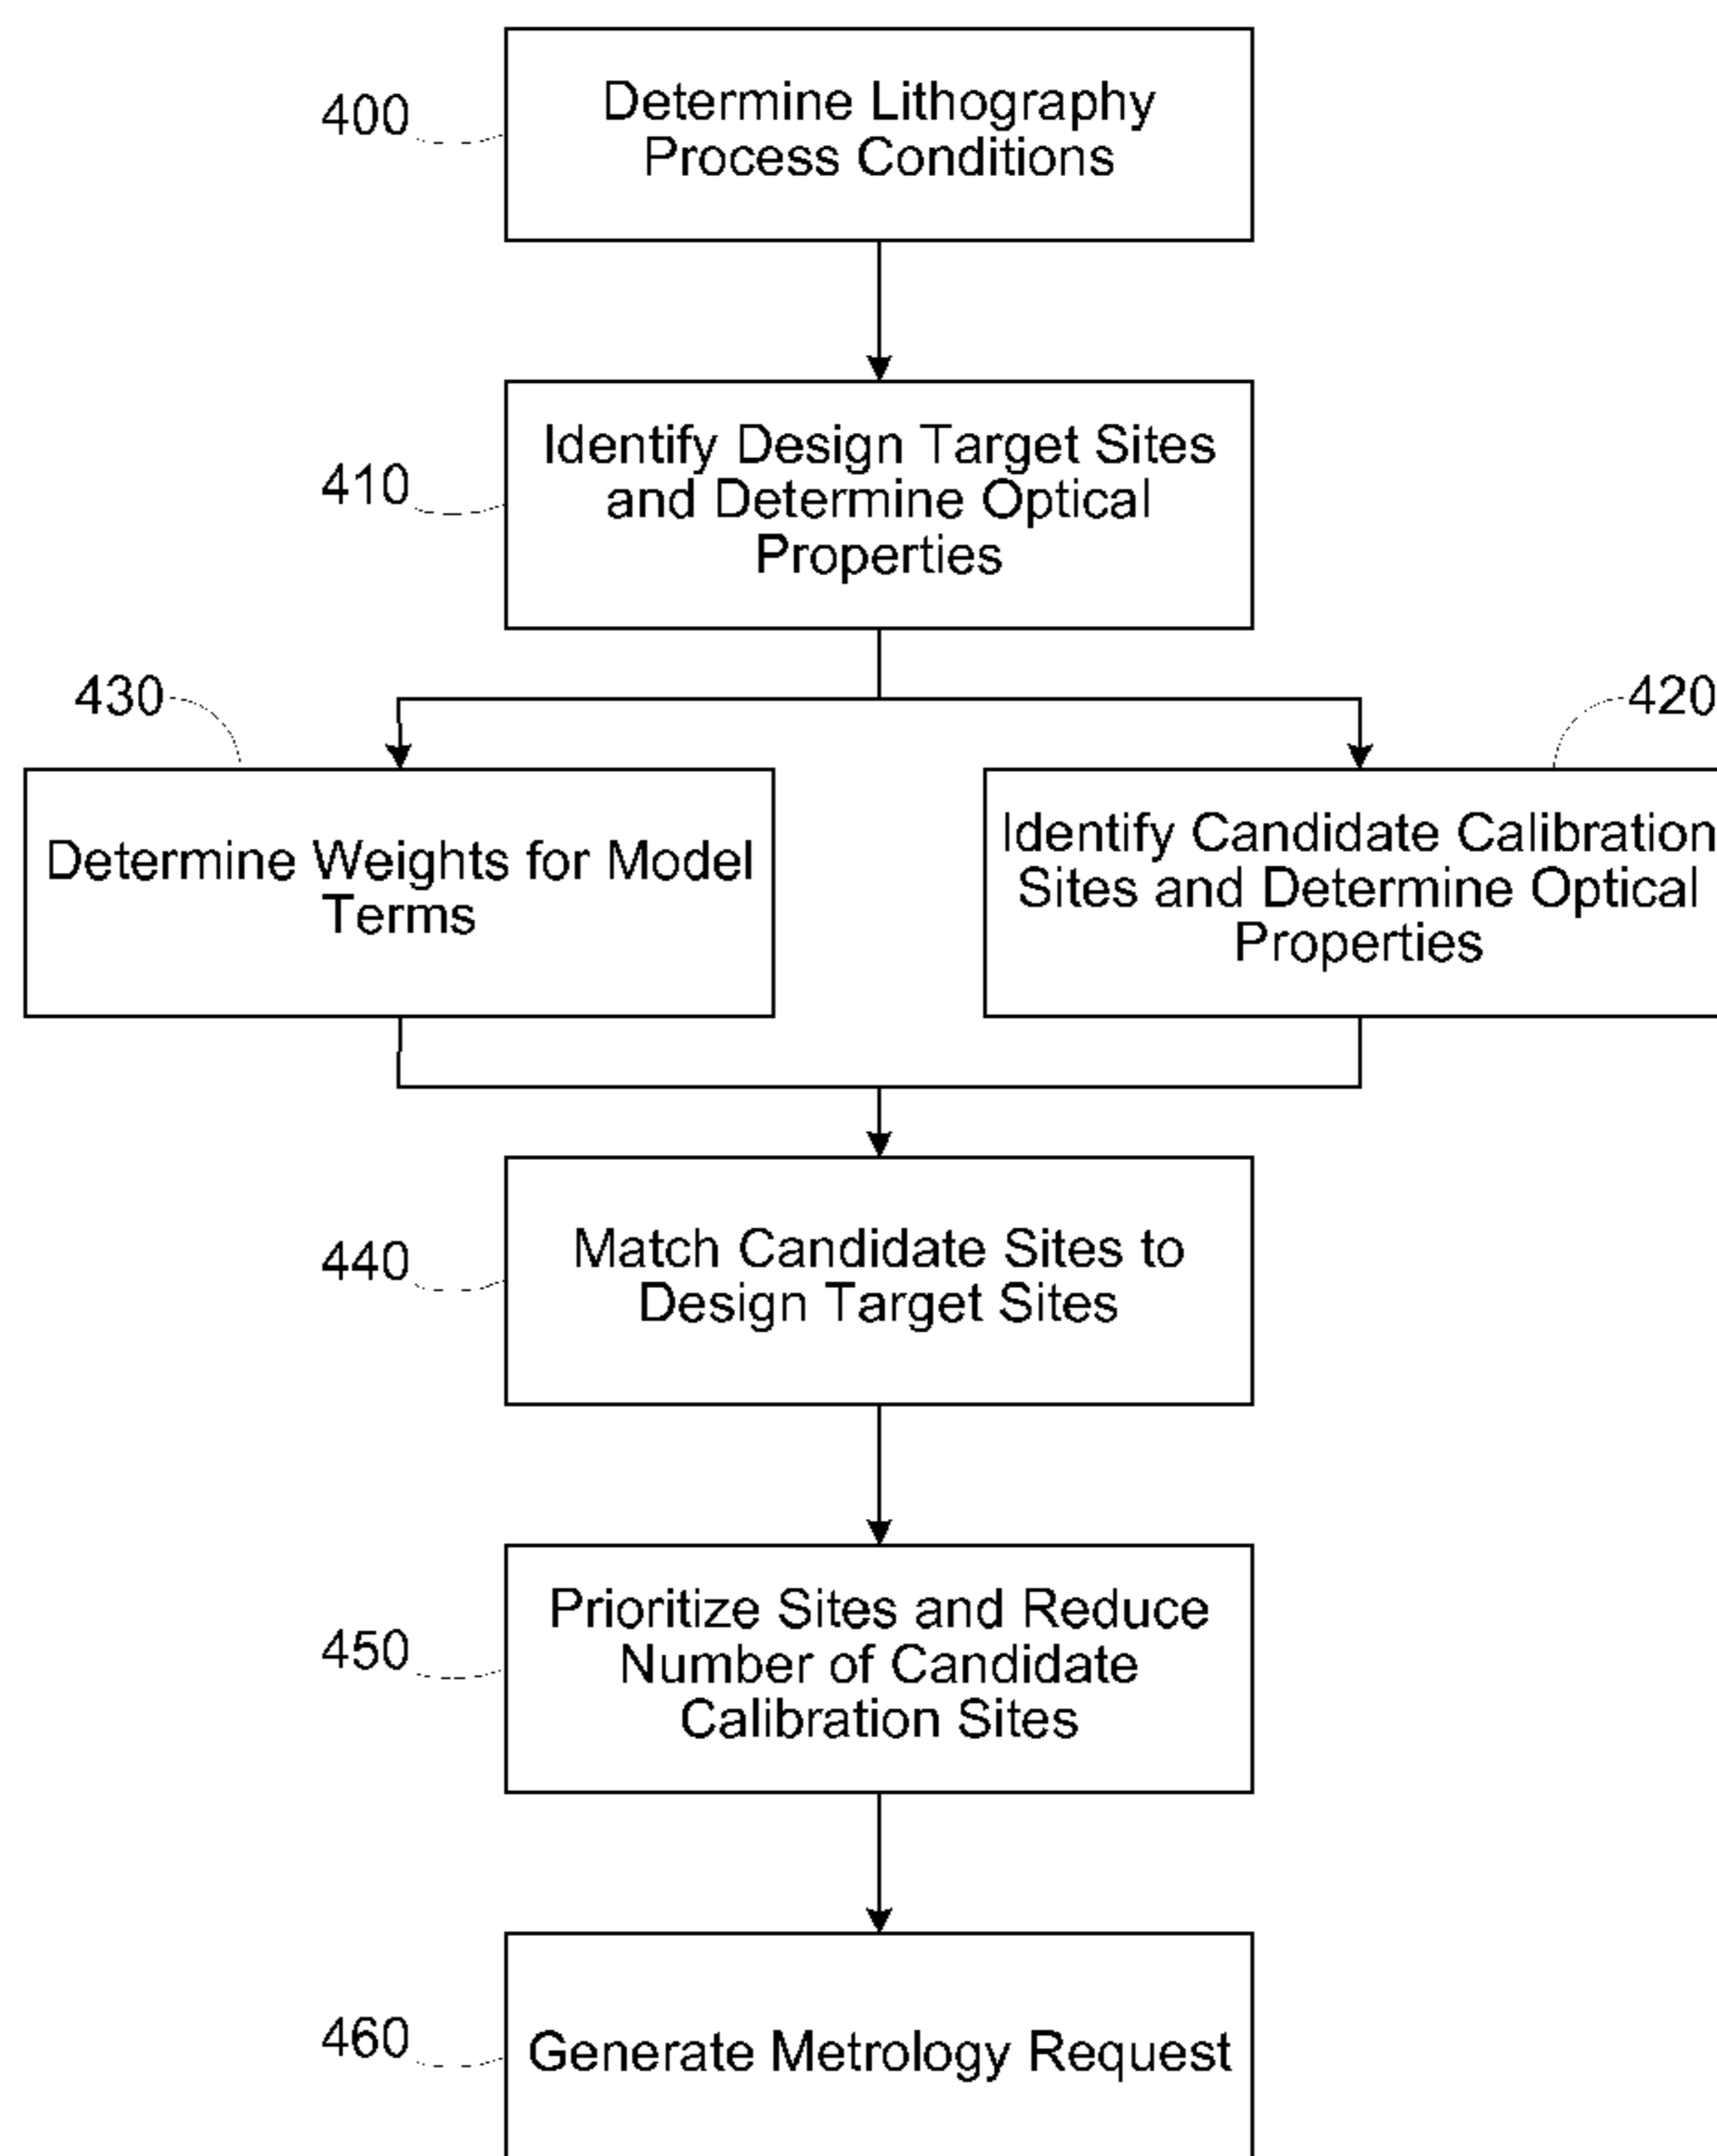 400
Determine Lithography
Process Conditions
410
Identify Design Target Sites
and Determine Optical
Properties
430
420
Determine Weights for Model
Terms
Identify Candidate Calibration
Sites and Determine Optical
Properties
440
Match Candidate Sites to
Design Target Sites
450
Prioritize Sites and Reduce
Number of Candidate
Calibration Sites
460
Generate Metrology Request